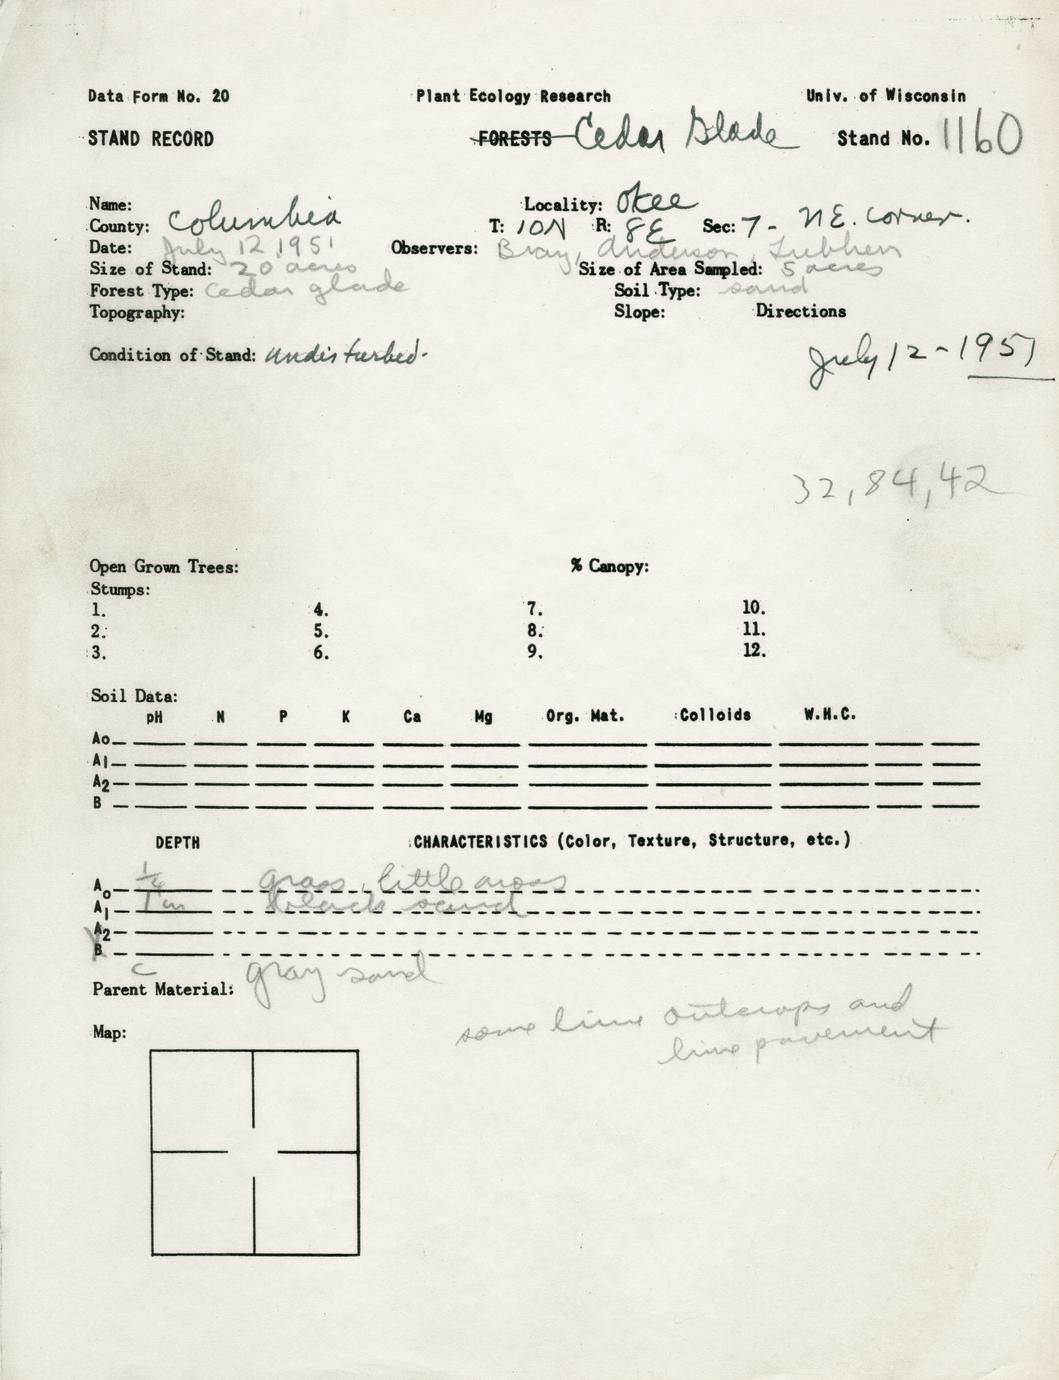 Data Form No. 20 Plant Ecology Research Univ. of Wisconsin
STAND RECORD FORESTS Cedar Glade Stand No. 1160
Name: Locality: Okee
County: Columbia T: 10N R: 8E Sec: 7 - N E. corner.
Date: July 12, 1951 Observers: Bray, Anderson,
Size of Stand: 20 acres Size of Area Sampled: 5 acres
Forest Type: Cedar glade Soil Type: sand
Topography: Slope: Directions
Condition of Stand: undisturbed.
July 12 - 1951
32, 84, 42
Open Grown Trees: % Canopy:
Stumps:
1. 4. 7. 10.
2. 5. 8. 11.
3. 6. 9. 12.
Soil Data:
pH N P K Ca Mg Org. Mat. Colloids W.H.C.
Ao
A1
A2
B
DEPTH CHARACTERISTICS (Color, Texture, Structure, etc.)
Ao 1/4 grass, little moss
A1 1 in black sand
A2
B
C gray sand
Parent Material:
some lime outcrops and
lime pavement
Map: